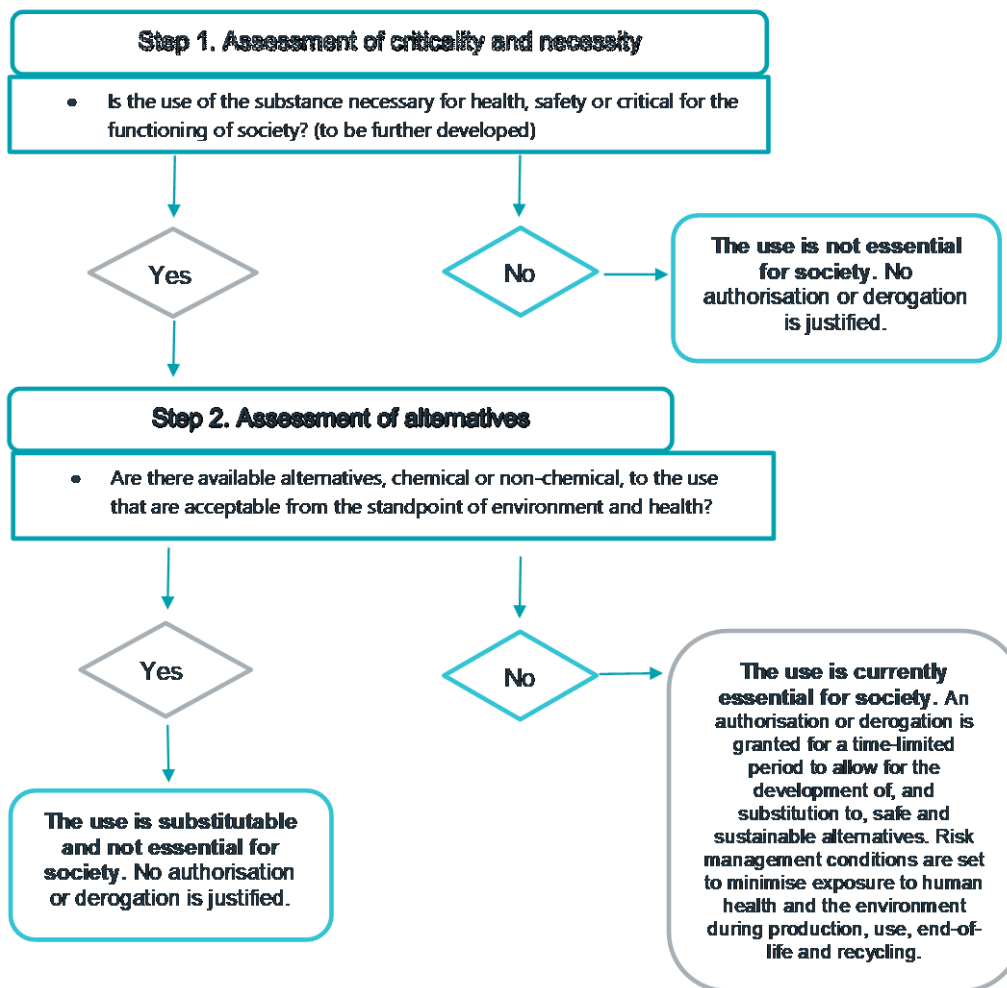 Step 1. Assessment of criticality and necessity
• Is the use of the substance necessary for health, safety or critical for the
functioning of society? (to be further developed)
Yes
No
The use is not essential
for society. No
authorisation or derogation
is justified.
Step 2. Assessment of alternatives
• Are there available alternatives, chemical or non-chemical, to the use
that are acceptable from the standpoint of environment and health?
Yes
No
The use is substitutable
and not essential for
society. No authorisation
or derogation is justified.
The use is currently
essential for society. An
authorisation or derogation is
granted for a time-limited
period to allow for the
development of, and
substitution to, safe and
sustainable alternatives. Risk
management conditions are set
to minimise exposure to human
health and the environment
during production, use, end-of-
life and recycling.